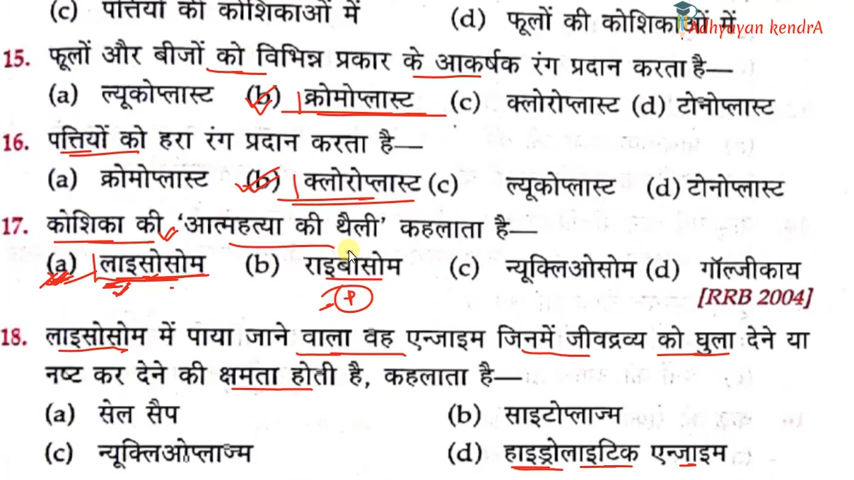 (c) पत्तियों की कोशिकाओं में (d) फूलों की कोशिकाओं में
Adhyayan kendrA
15. फूलों और बीजों को विभिन्न प्रकार के आकर्षक रंग प्रदान करता है—
(a) ल्यूकोप्लास्ट (b) क्रोमोप्लास्ट (c) क्लोरोप्लास्ट (d) टोनोप्लास्ट
16. पत्तियों को हरा रंग प्रदान करता है—
(a) क्रोमोप्लास्ट (b) क्लोरोप्लास्ट (c) ल्यूकोप्लास्ट (d) टोनोप्लास्ट
17. कोशिका की ‘आत्महत्या की थैली’ कहलाता है—
(a) लाइसोसोम (b) राइबोसोम (c) न्यूक्लिओसोम (d) गॉल्जीकाय
[RRB 2004]
18. लाइसोसोम में पाया जाने वाला वह एन्जाइम जिनमें जीवद्रव्य को घुला देने या
नष्ट कर देने की क्षमता होती है, कहलाता है—
(a) सेल सैप (b) साइटोप्लाज्म
(c) न्यूक्लिओप्लाज्म (d) हाइड्रोलाइटिक एन्जाइम